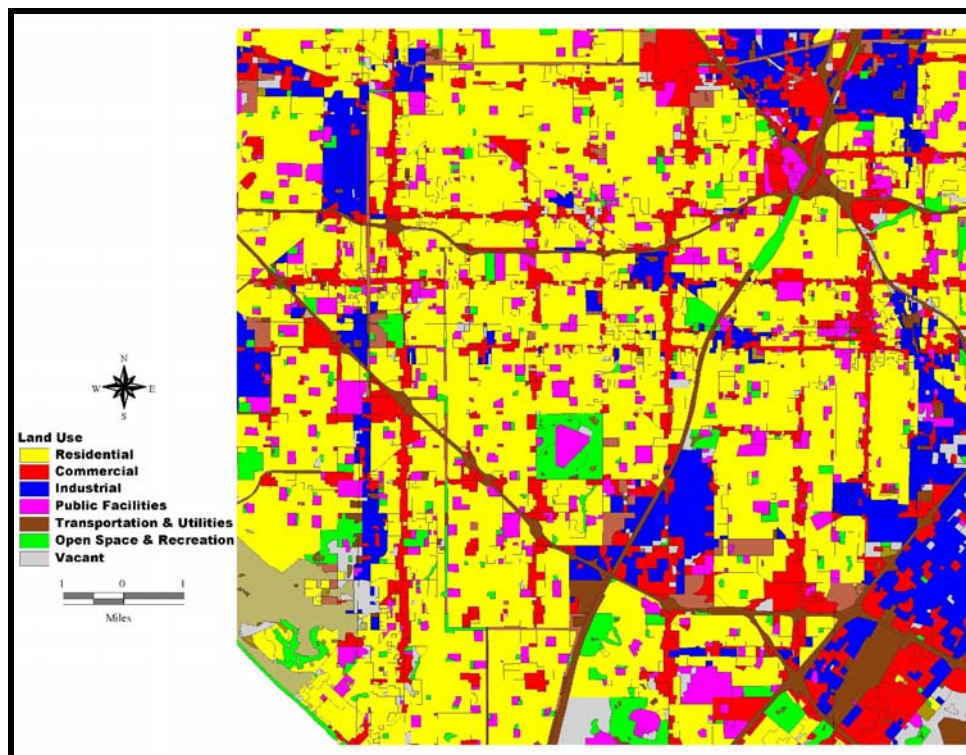 N
W E
S
Land Use
Residential
Commercial
Industrial
Public Facilities
Transportation & Utilities
Open Space & Recreation
Vacant
1 0 1
Miles